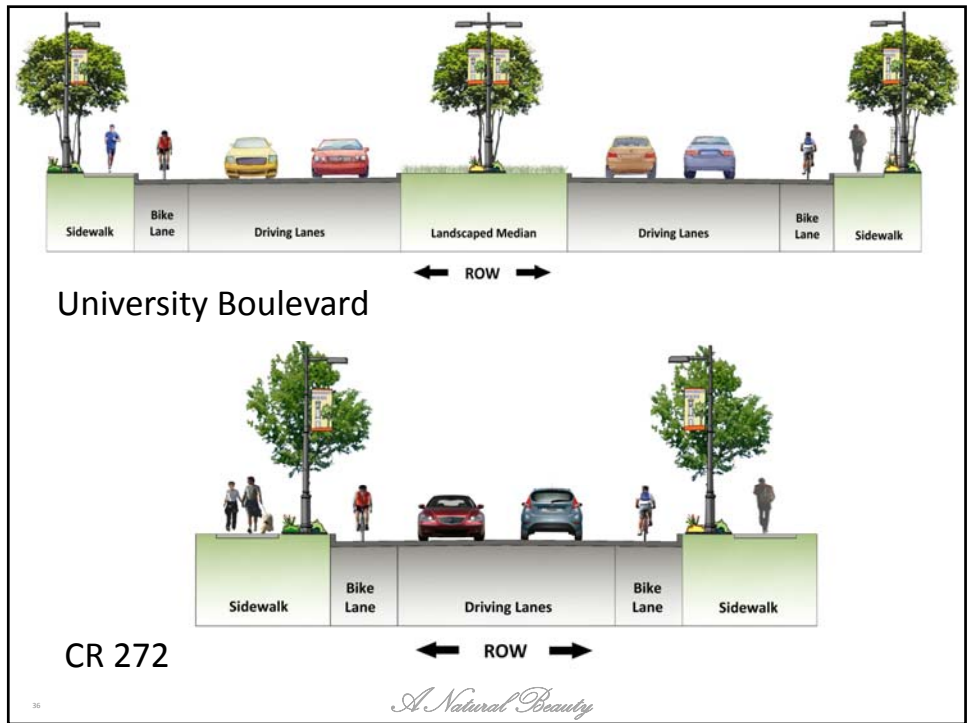 Sidewalk Bike Lane Driving Lanes Landscaped Median Driving Lanes Bike Lane Sidewalk
ROW
University Boulevard
Sidewalk Bike Lane Driving Lanes Bike Lane Sidewalk
ROW
CR 272
36 A Natural Beauty